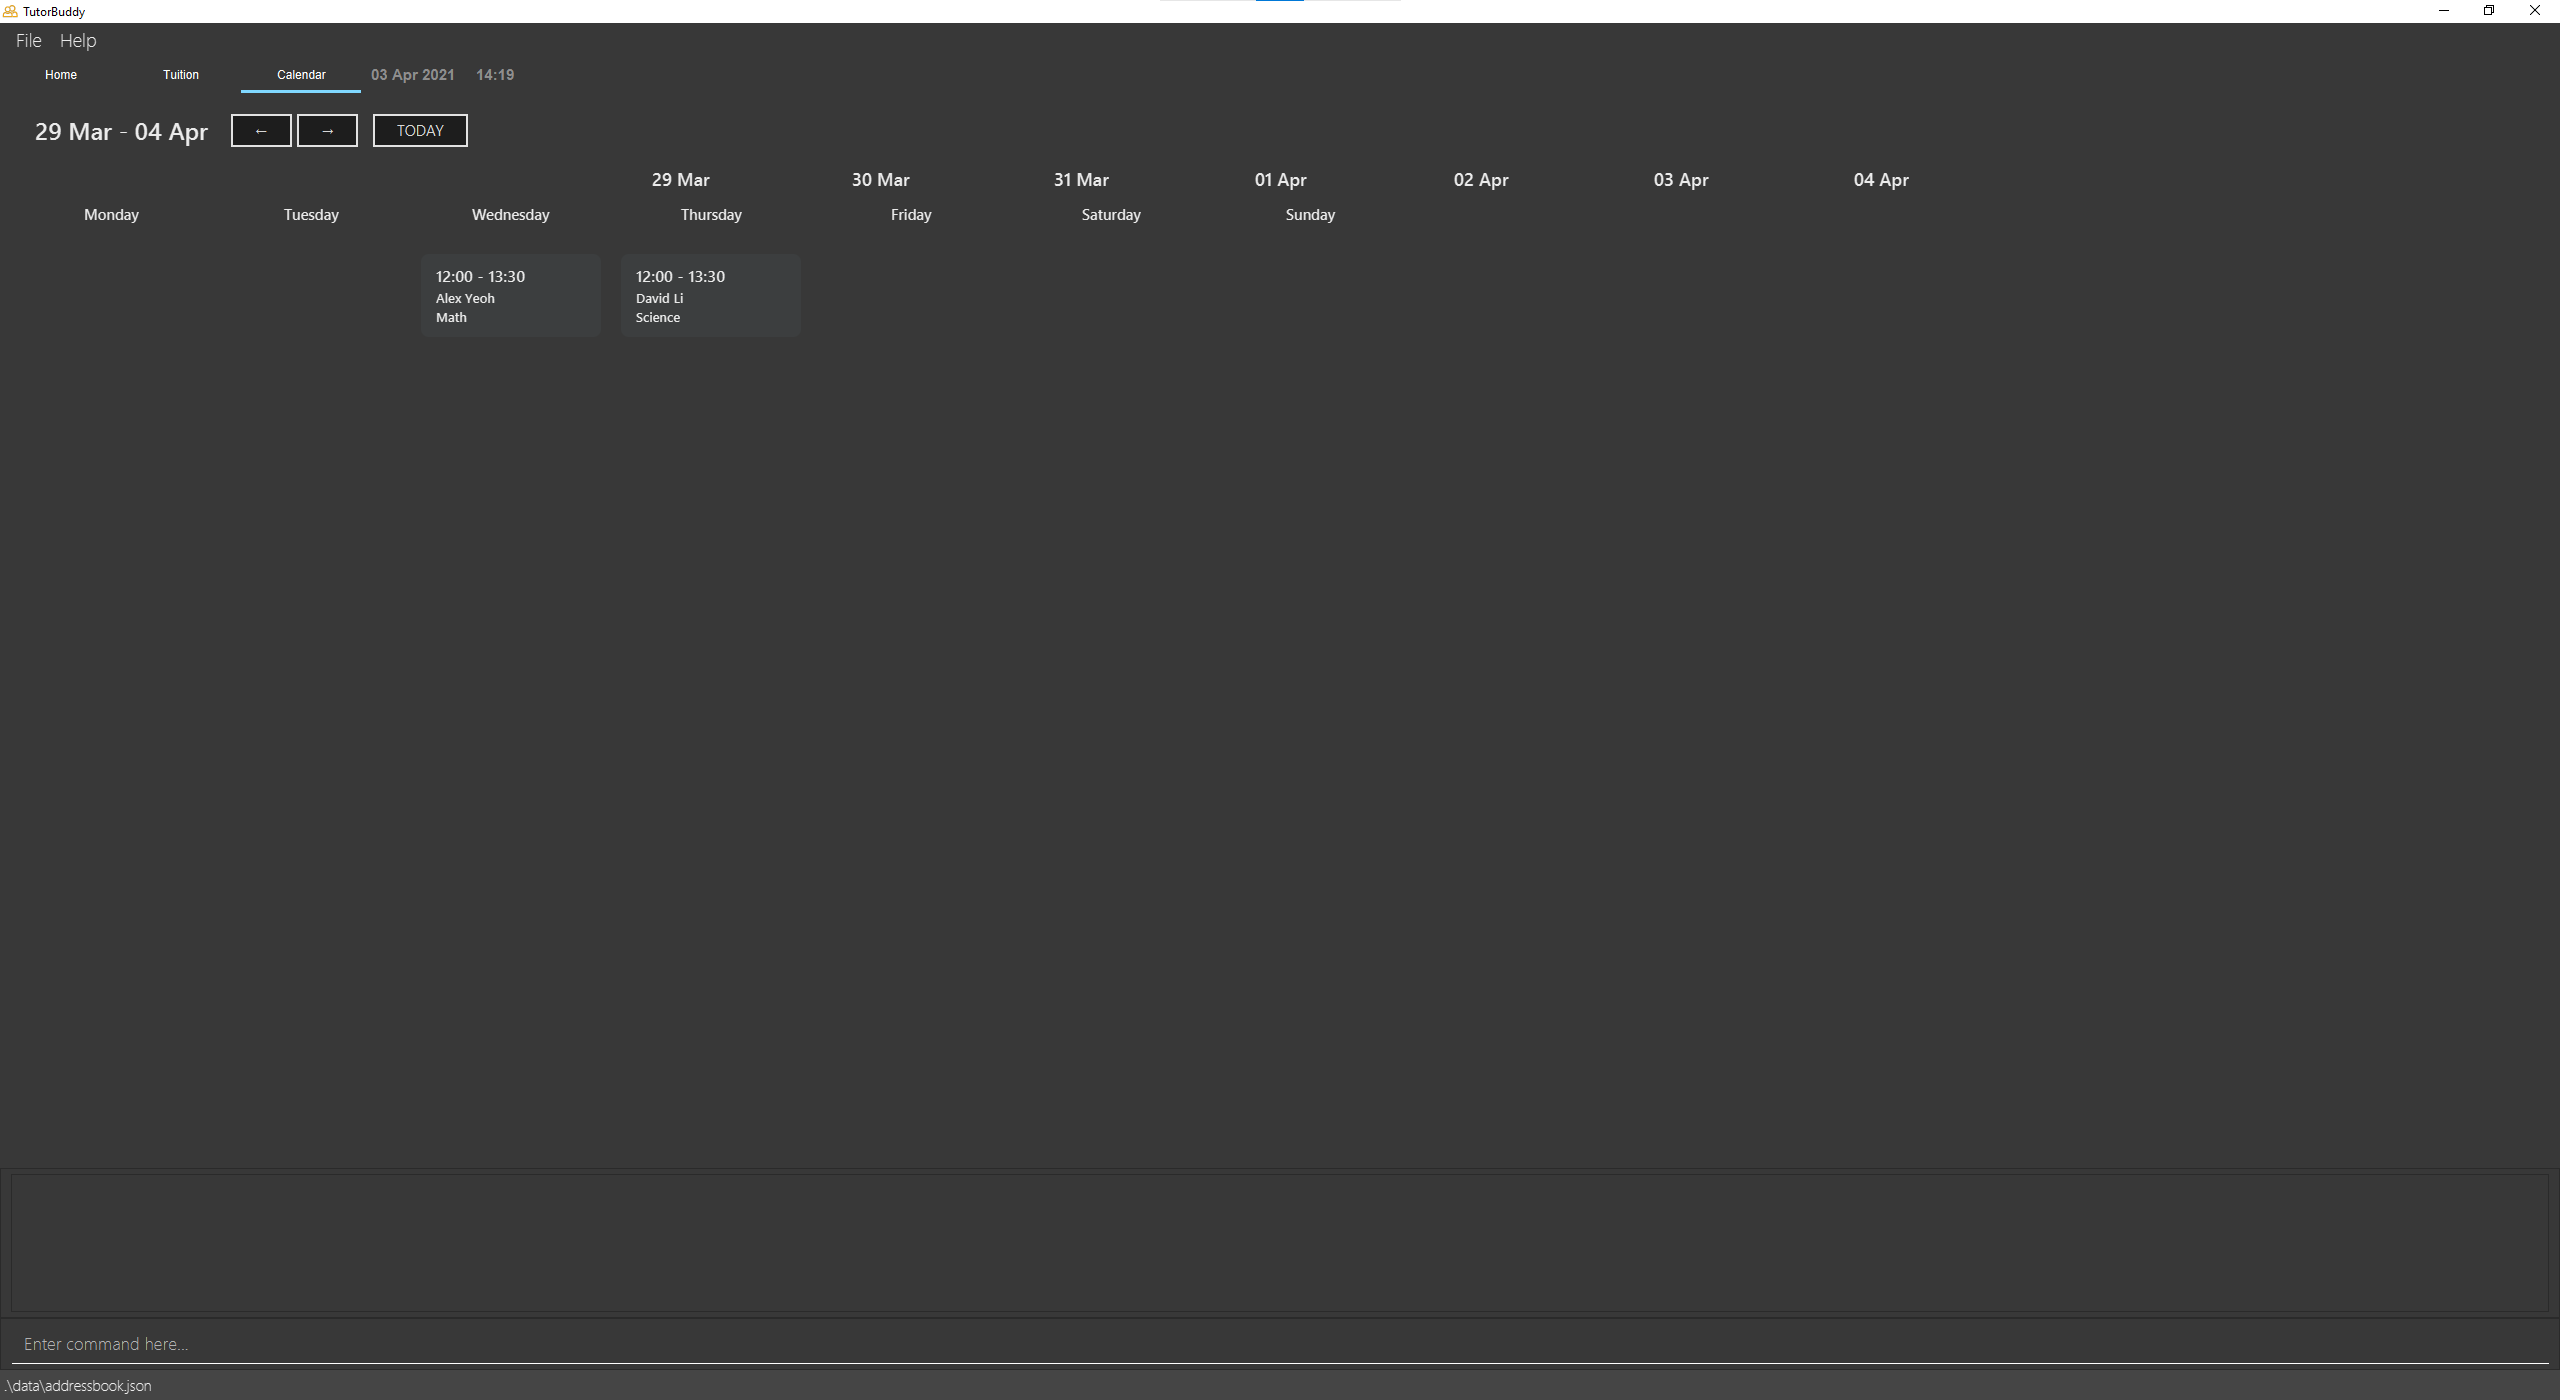 TutorBuddy
File Help
Home Tuition Calendar 03 Apr 2021 14:19
29 Mar - 04 Apr ← → TODAY
29 Mar 30 Mar 31 Mar 01 Apr 02 Apr 03 Apr 04 Apr
Monday Tuesday Wednesday Thursday Friday Saturday Sunday
12:00 - 13:30
Alex Yeoh
Math
12:00 - 13:30
David Li
Science
Enter command here...
.\data\addressbook.json